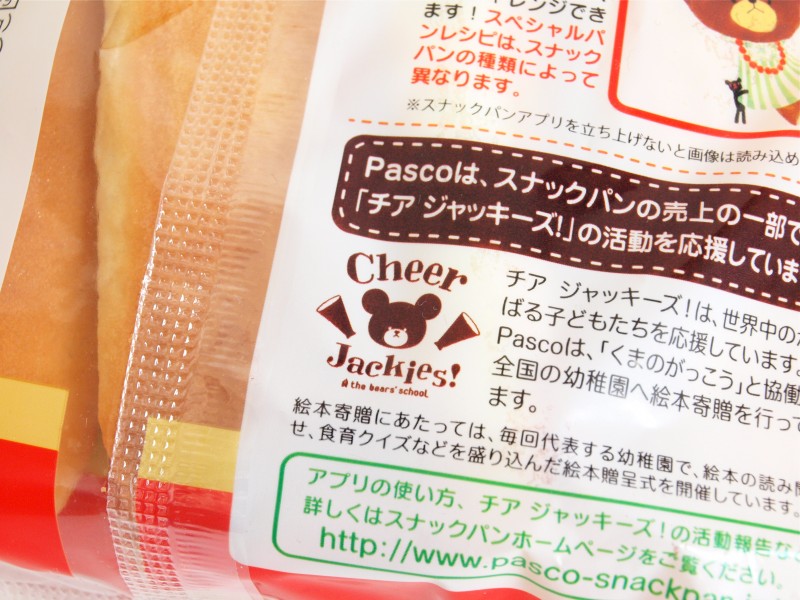 レンジでき
ます！スペシャルパ
ンレシピは、スナック
パンの種類によって
異なります。
※スナックパンアプリを立ち上げないと画像は読み込め
Pascoは、スナックパンの売上の一部で
「チア ジャッキーズ！」の活動を応援していま
Cheer
Jackies!
the bears' school
チア ジャッキーズ！は、世界中の
ばる子どもたちを応援しています。
Pascoは、「くまのがっこう」と協働
全国の幼稚園へ絵本寄贈を行って
ます。
絵本寄贈にあたっては、毎回代表する幼稚園で、絵本の読み
せ、食育クイズなどを盛り込んだ絵本贈呈式を開催しています。
アプリの使い方、チア ジャッキーズ！の活動報告な
詳しくはスナックパンホームページをご覧ください。
http://www.pasco-snackpan